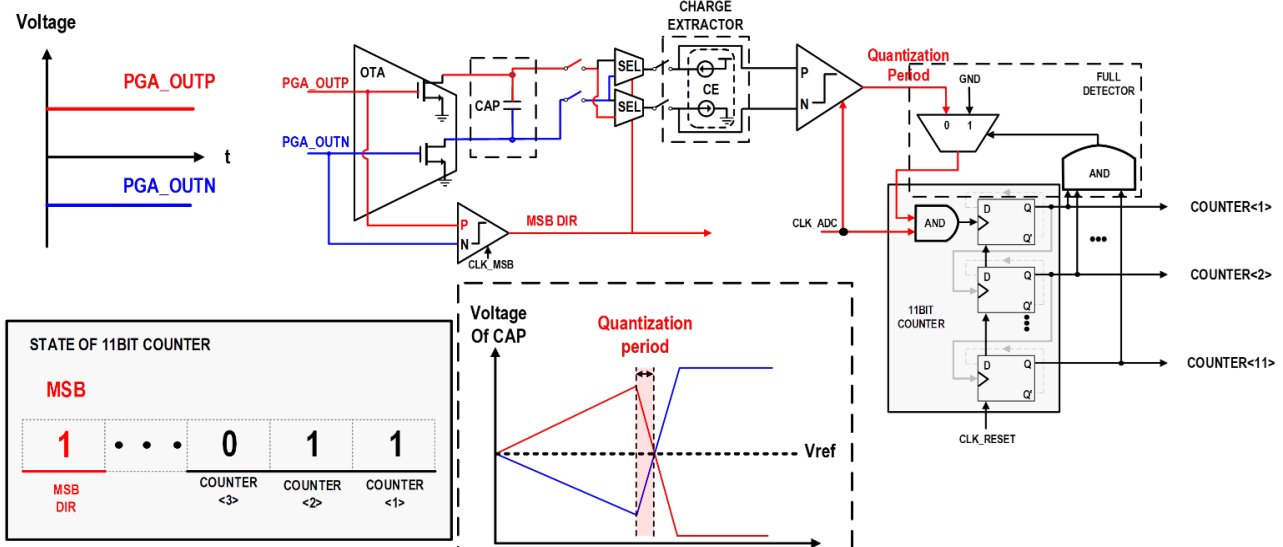 Voltage
PGA_OUTP
t
PGA_OUTN
PGA_OUTP
PGA_OUTN
OTA
CAP
SEL
SEL
CHARGE
EXTRACTOR
CE
P
N
Quantization
Period
GND
FULL
DETECTOR
0 1
AND
P
N
CLK_MSB
MSB DIR
CLK_ADC
AND
D Q
Q'
D Q
Q'
D Q
Q'
11BIT
COUNTER
CLK_RESET
COUNTER<1>
COUNTER<2>
COUNTER<11>
STATE OF 11BIT COUNTER
MSB
1 • • • 0 1 1
MSB
DIR
COUNTER
<3>
COUNTER
<2>
COUNTER
<1>
Voltage
Of CAP
Quantization
period
Vref